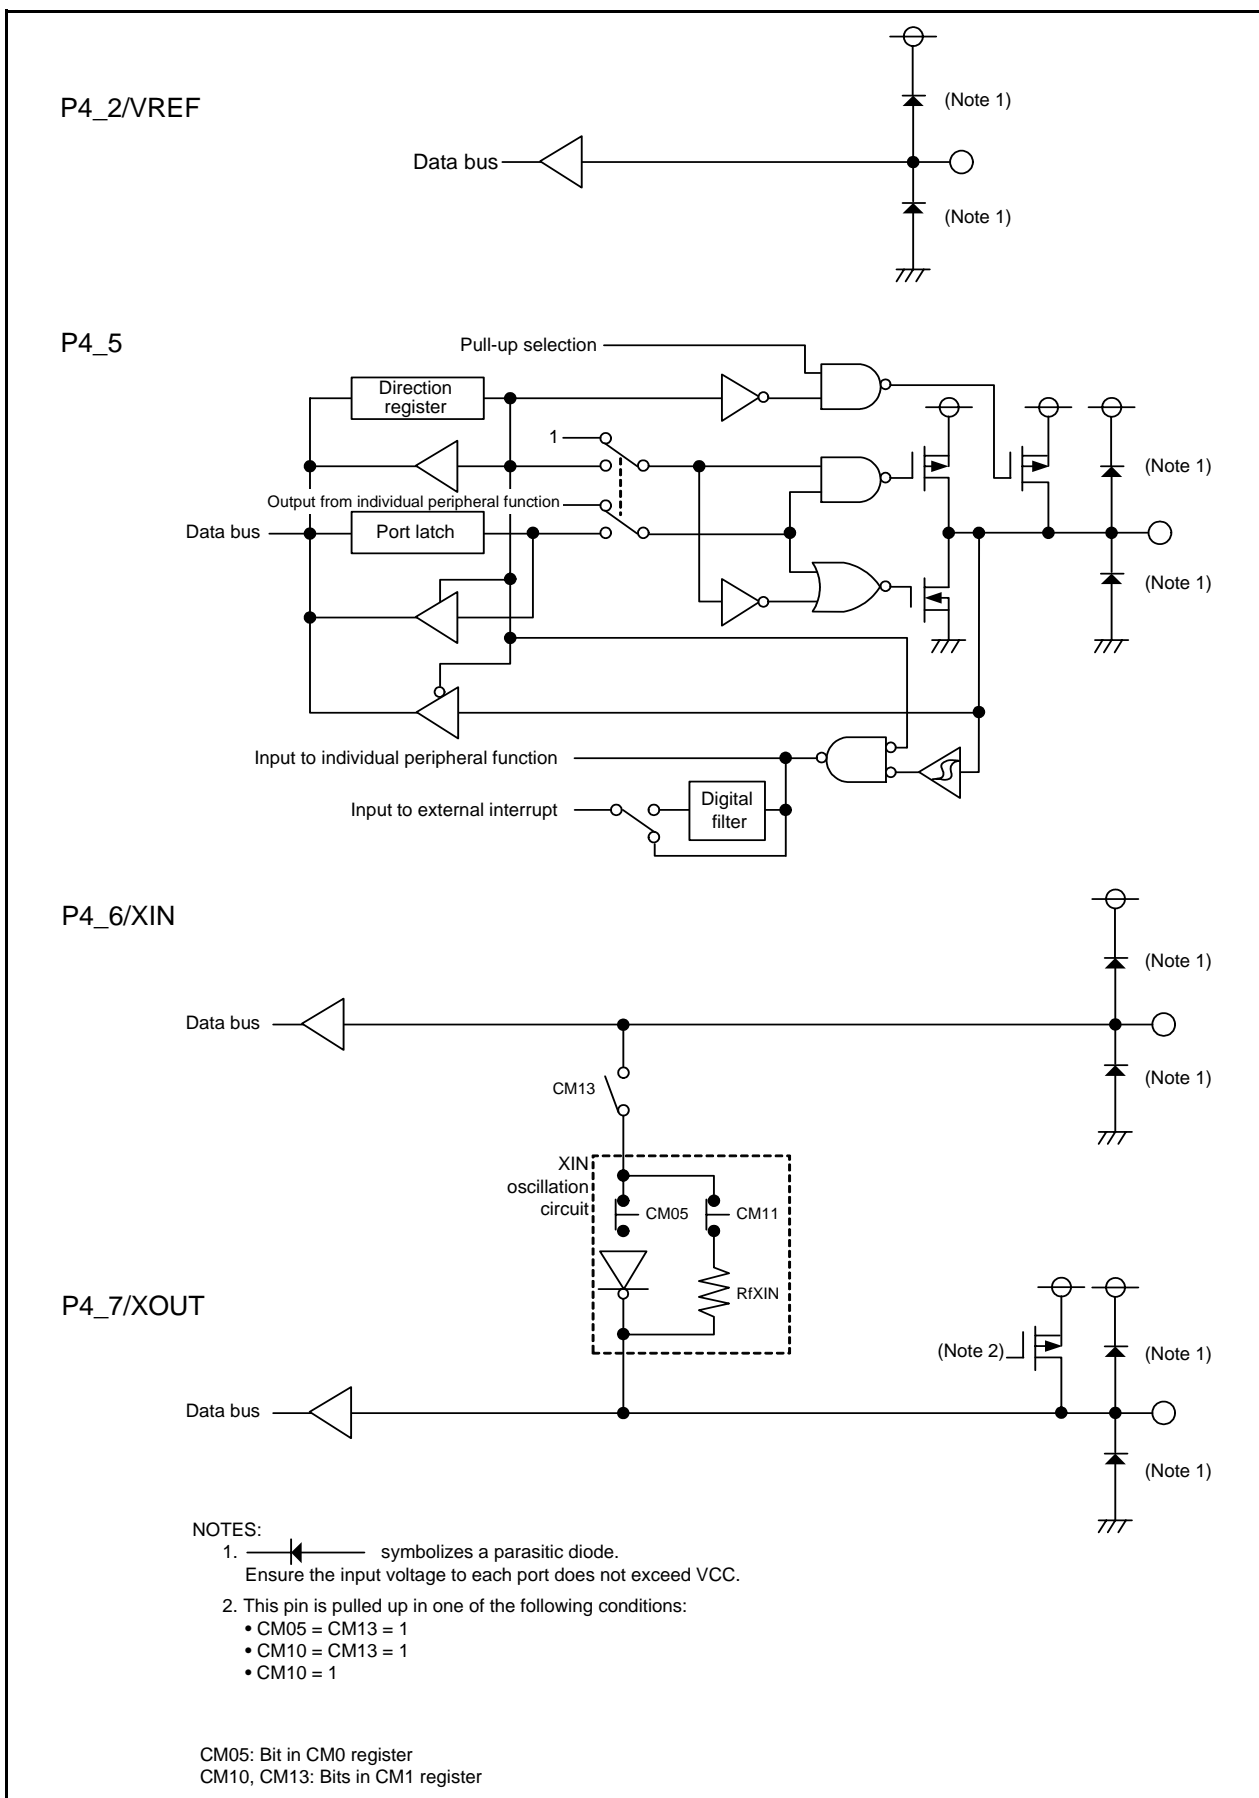 P4_2/VREF
(Note 1)
Data bus
(Note 1)
P4_5
Pull-up selection
Direction
register
1
(Note 1)
Output from individual peripheral function
Data bus
Port latch
(Note 1)
Input to individual peripheral function
Input to external interrupt
Digital
filter
P4_6/XIN
(Note 1)
Data bus
CM13
(Note 1)
XIN
oscillation
circuit
CM05
CM11
RfXIN
P4_7/XOUT
(Note 2)
(Note 1)
Data bus
(Note 1)
NOTES:
1. symbolizes a parasitic diode.
Ensure the input voltage to each port does not exceed VCC.
2. This pin is pulled up in one of the following conditions:
• CM05 = CM13 = 1
• CM10 = CM13 = 1
• CM10 = 1
CM05: Bit in CM0 register
CM10, CM13: Bits in CM1 register